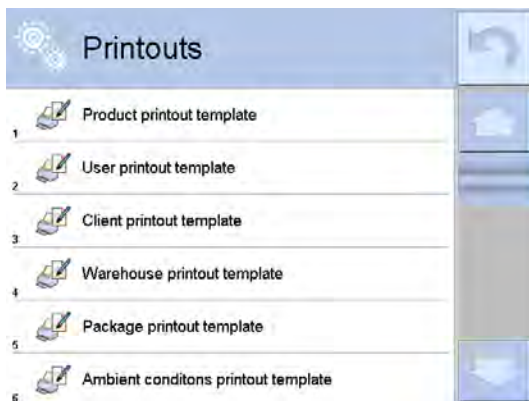 Printouts
1 Product printout template
2 User printout template
3 Client printout template
4 Warehouse printout template
5 Package printout template
6 Ambient conditons printout template